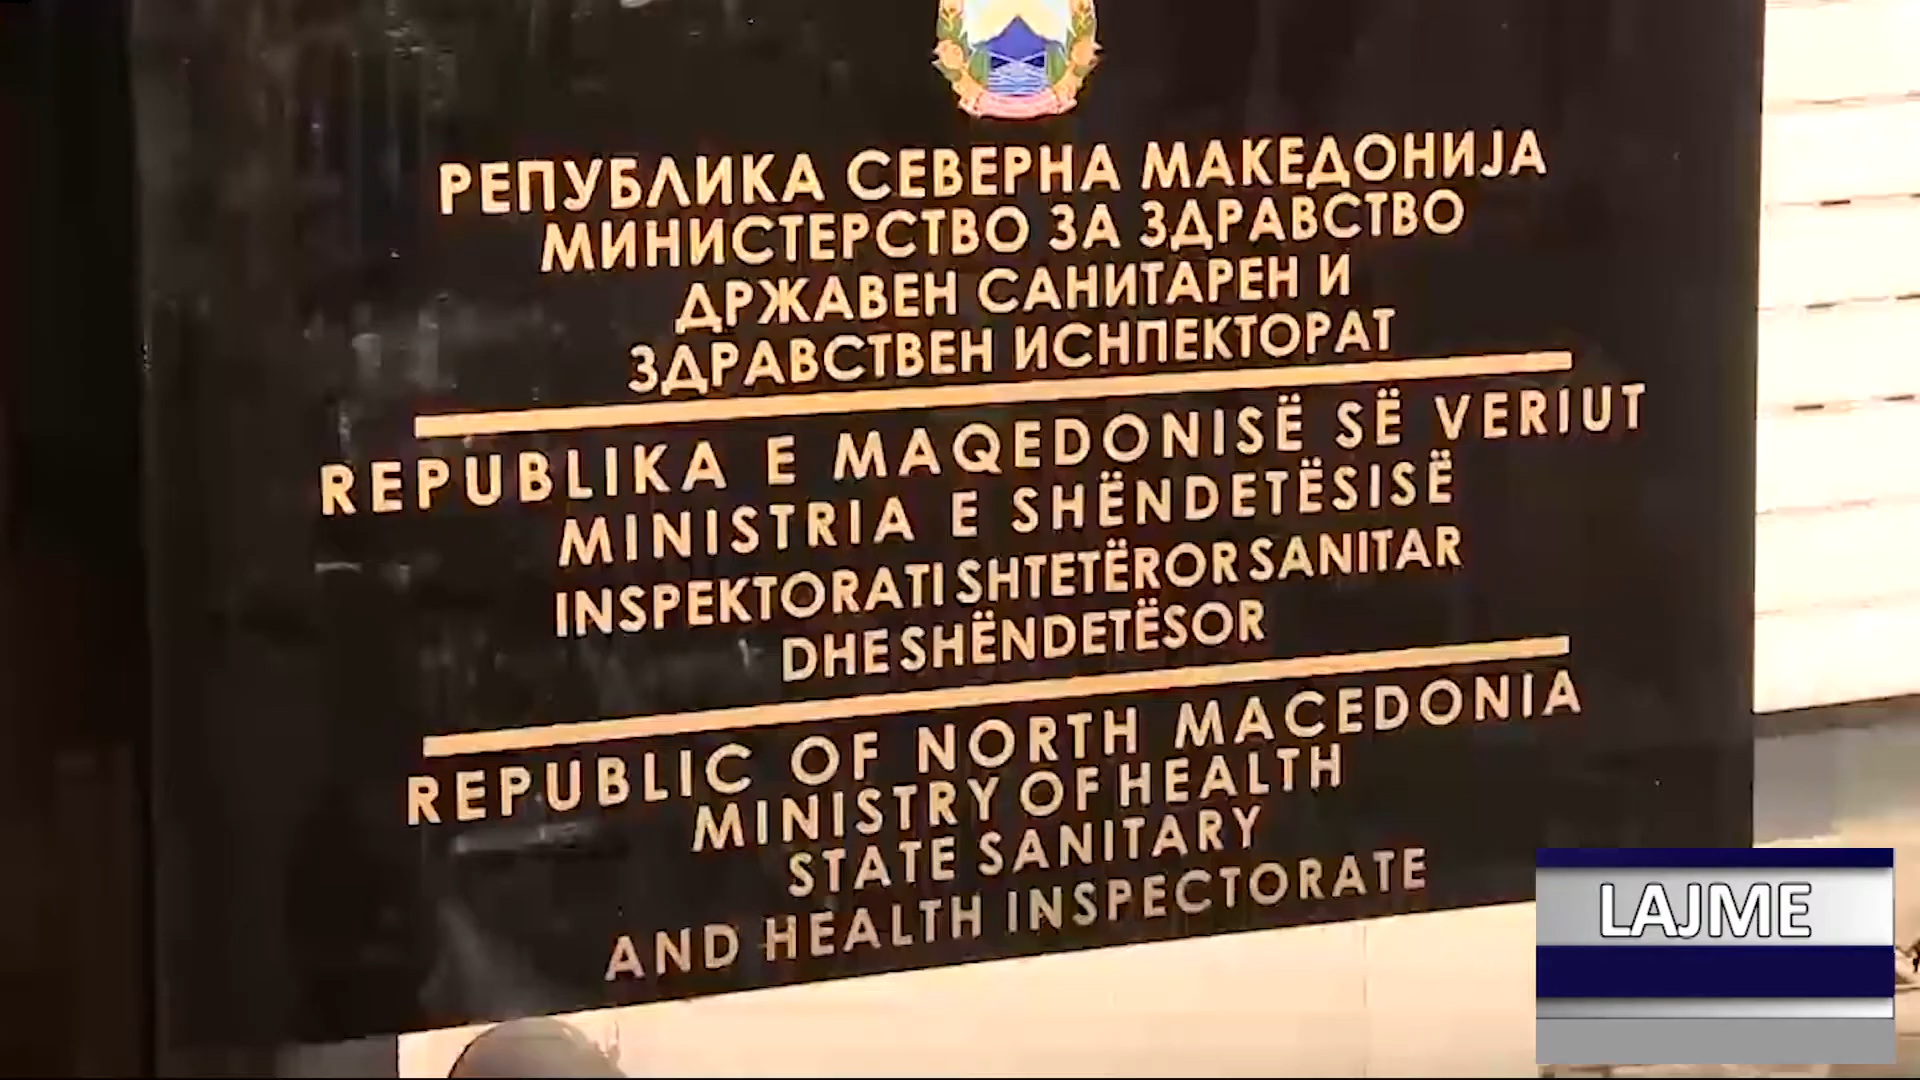 РЕПУБЛИКА СЕВЕРНА МАКЕДОНИЈА
МИНИСТЕРСТВО ЗА ЗДРАВСТВО
ДРЖАВЕН САНИТАРЕН И
ЗДРАВСТВЕН ИСНПЕКТОРАТ
REPUBLIKA E MAQEDONISË SË VERIUT
MINISTRIA E SHËNDETËSISË
INSPEKTORATI SHTETËROR SANITAR
DHE SHËNDETËSOR
REPUBLIC OF NORTH MACEDONIA
MINISTRY OF HEALTH
STATE SANITARY
AND HEALTH INSPECTORATE
LAJME